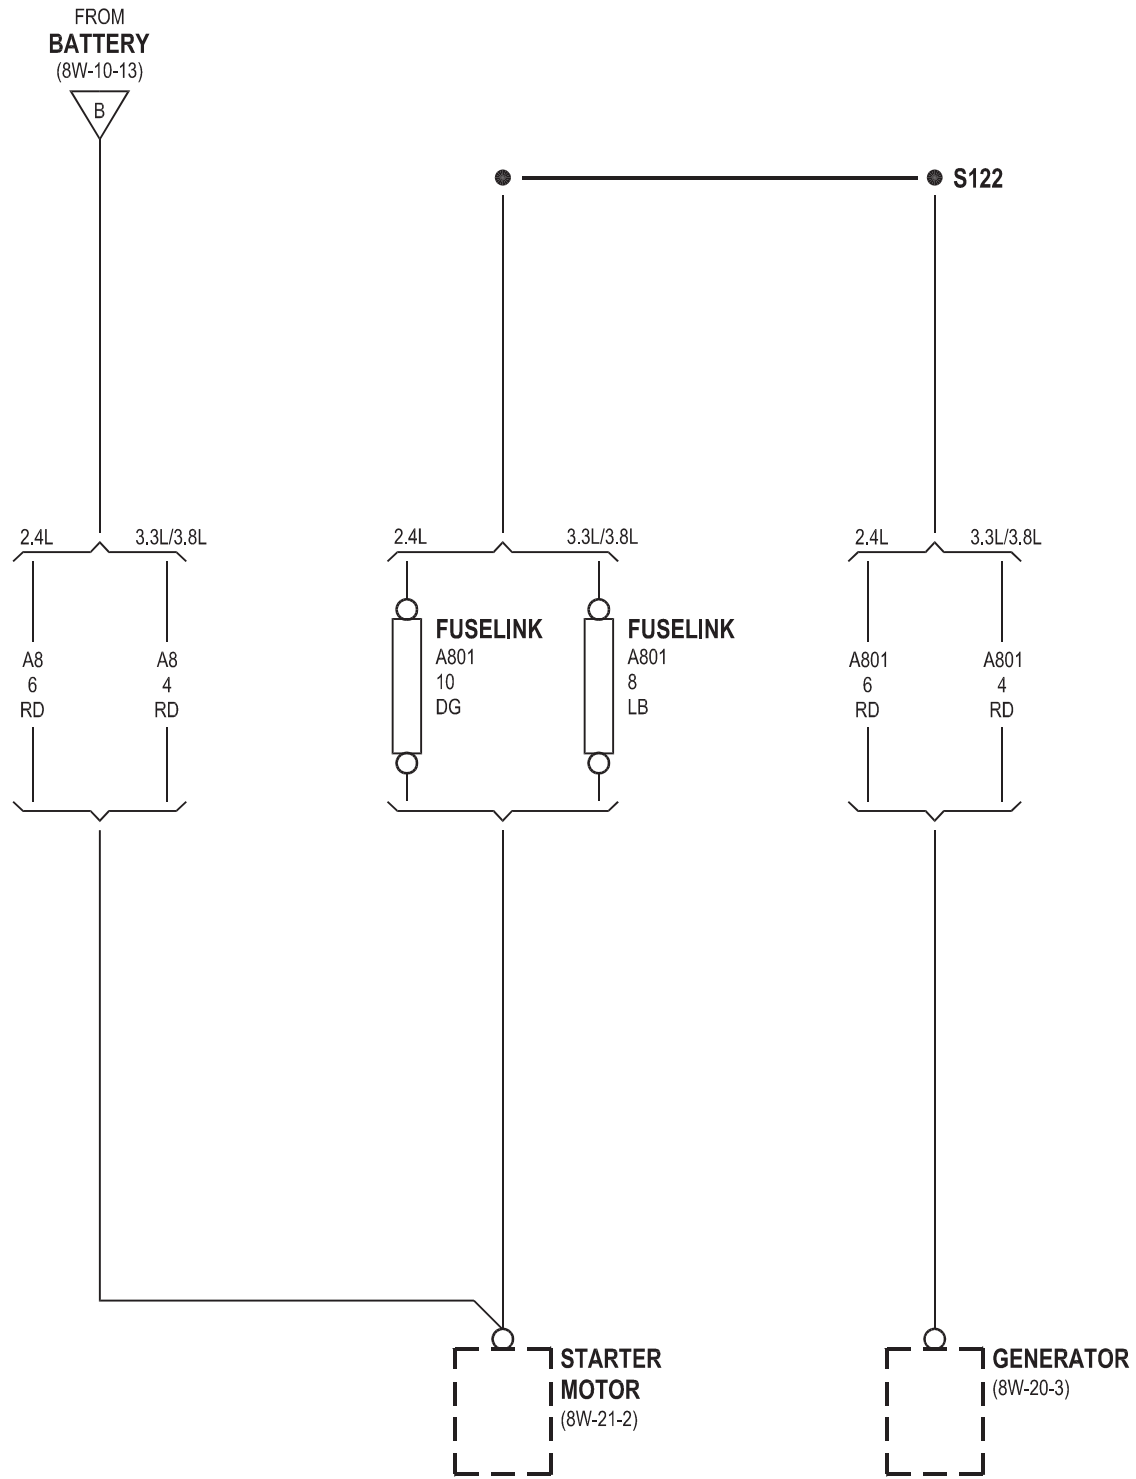 FROM
BATTERY
(8W-10-13)
B
S122
2.4L
3.3L/3.8L
2.4L
3.3L/3.8L
2.4L
3.3L/3.8L
A8
6
RD
A8
4
RD
FUSELINK
A801
10
DG
FUSELINK
A801
8
LB
A801
6
RD
A801
4
RD
STARTER
MOTOR
(8W-21-2)
GENERATOR
(8W-20-3)